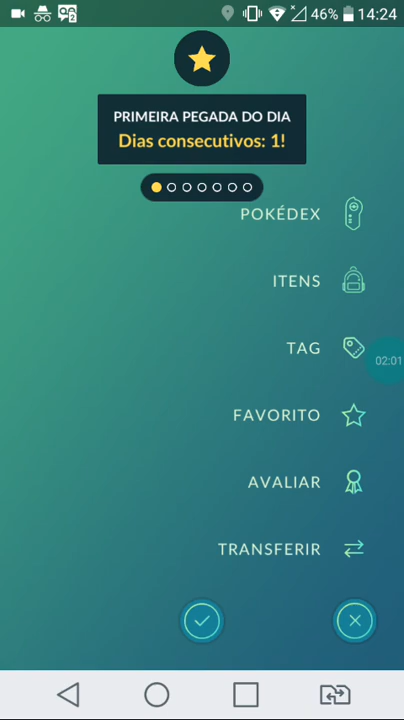 46% 14:24
PRIMEIRA PEGADA DO DIA
Dias consecutivos: 1!
POKÉDEX
ITENS
TAG
02:01
FAVORITO
AVALIAR
TRANSFERIR